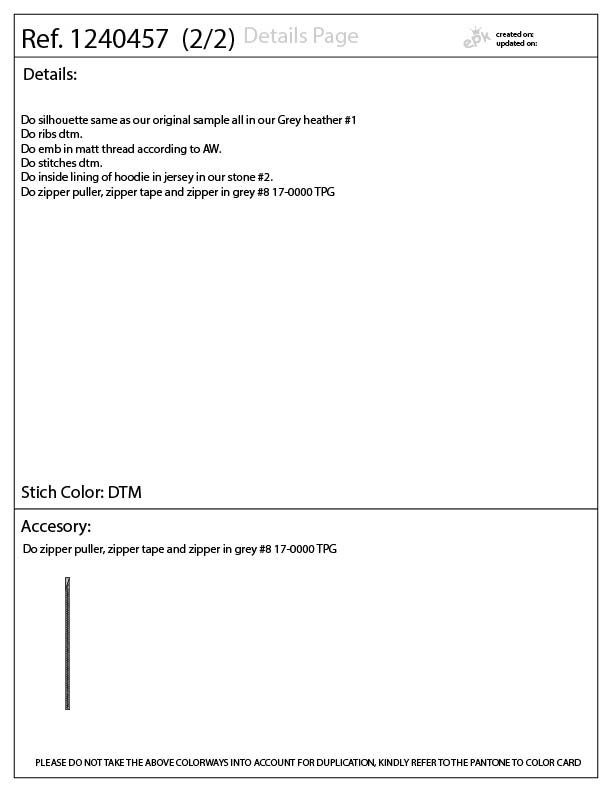 Ref. 1240457 (2/2) Details Page
epk
created on:
updated on:
Details:
Do silhouette same as our original sample all in our Grey heather #1
Do ribs dtm.
Do emb in matt thread according to AW.
Do stitches dtm.
Do inside lining of hoodie in jersey in our stone #2.
Do zipper puller, zipper tape and zipper in grey #8 17-0000 TPG
Stich Color: DTM
Accesory:
Do zipper puller, zipper tape and zipper in grey #8 17-0000 TPG
PLEASE DO NOT TAKE THE ABOVE COLORWAYS INTO ACCOUNT FOR DUPLICATION, KINDLY REFER TO THE PANTONE TO COLOR CARD